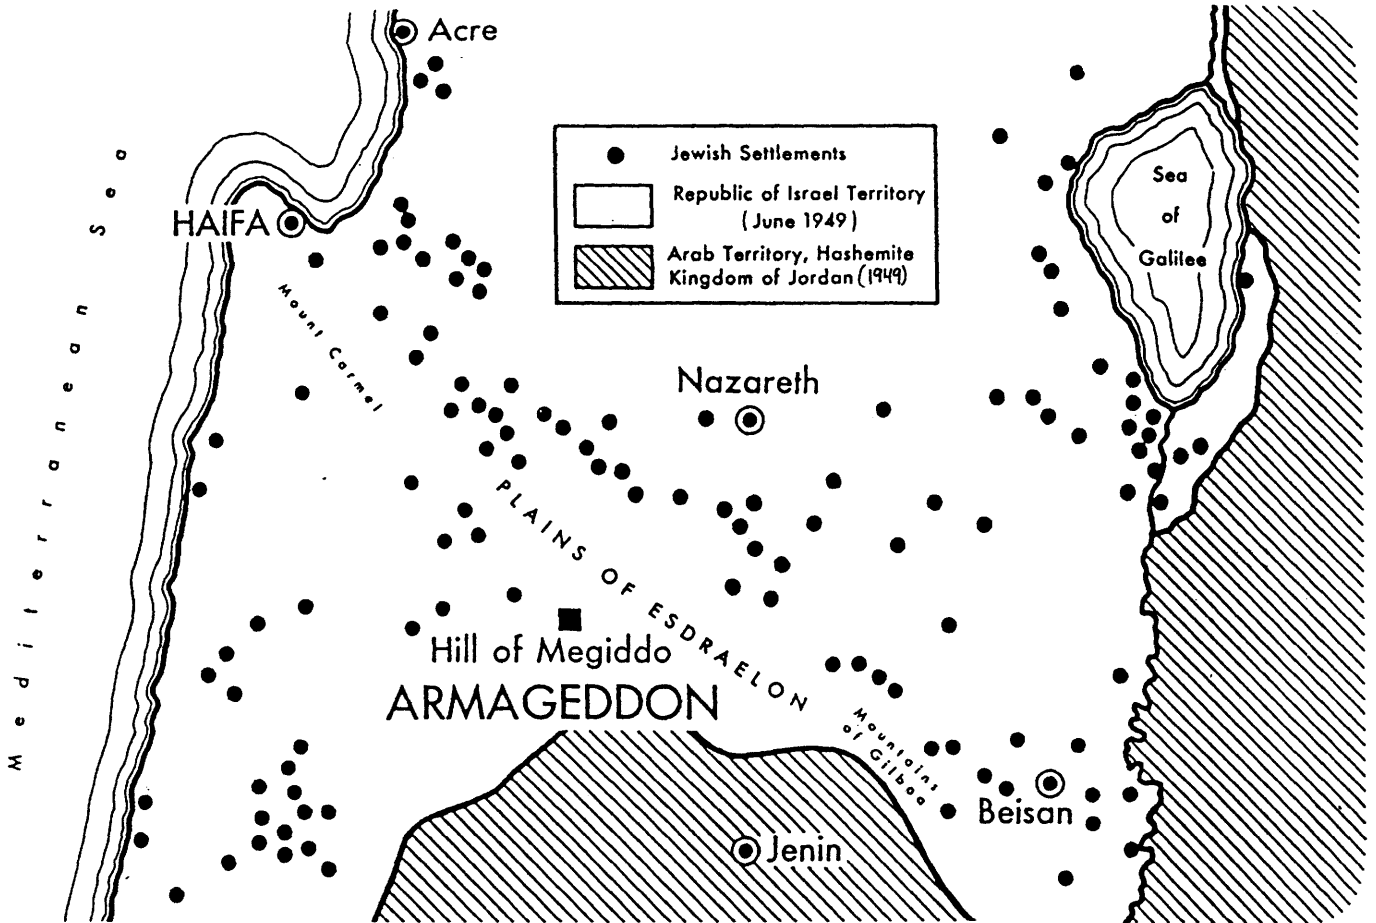 Acre
Jewish Settlements
Republic of Israel Territory
(June 1949)
Arab Territory, Hashemite
Kingdom of Jordan (1949)
Sea
of
Galilee
HAIFA
Mediterranean Sea
Mount Carmel
Nazareth
PLAINS OF ESDRAELON
Hill of Megiddo
ARMAGEDDON
Mountains
of Gilboa
Beisan
Jenin